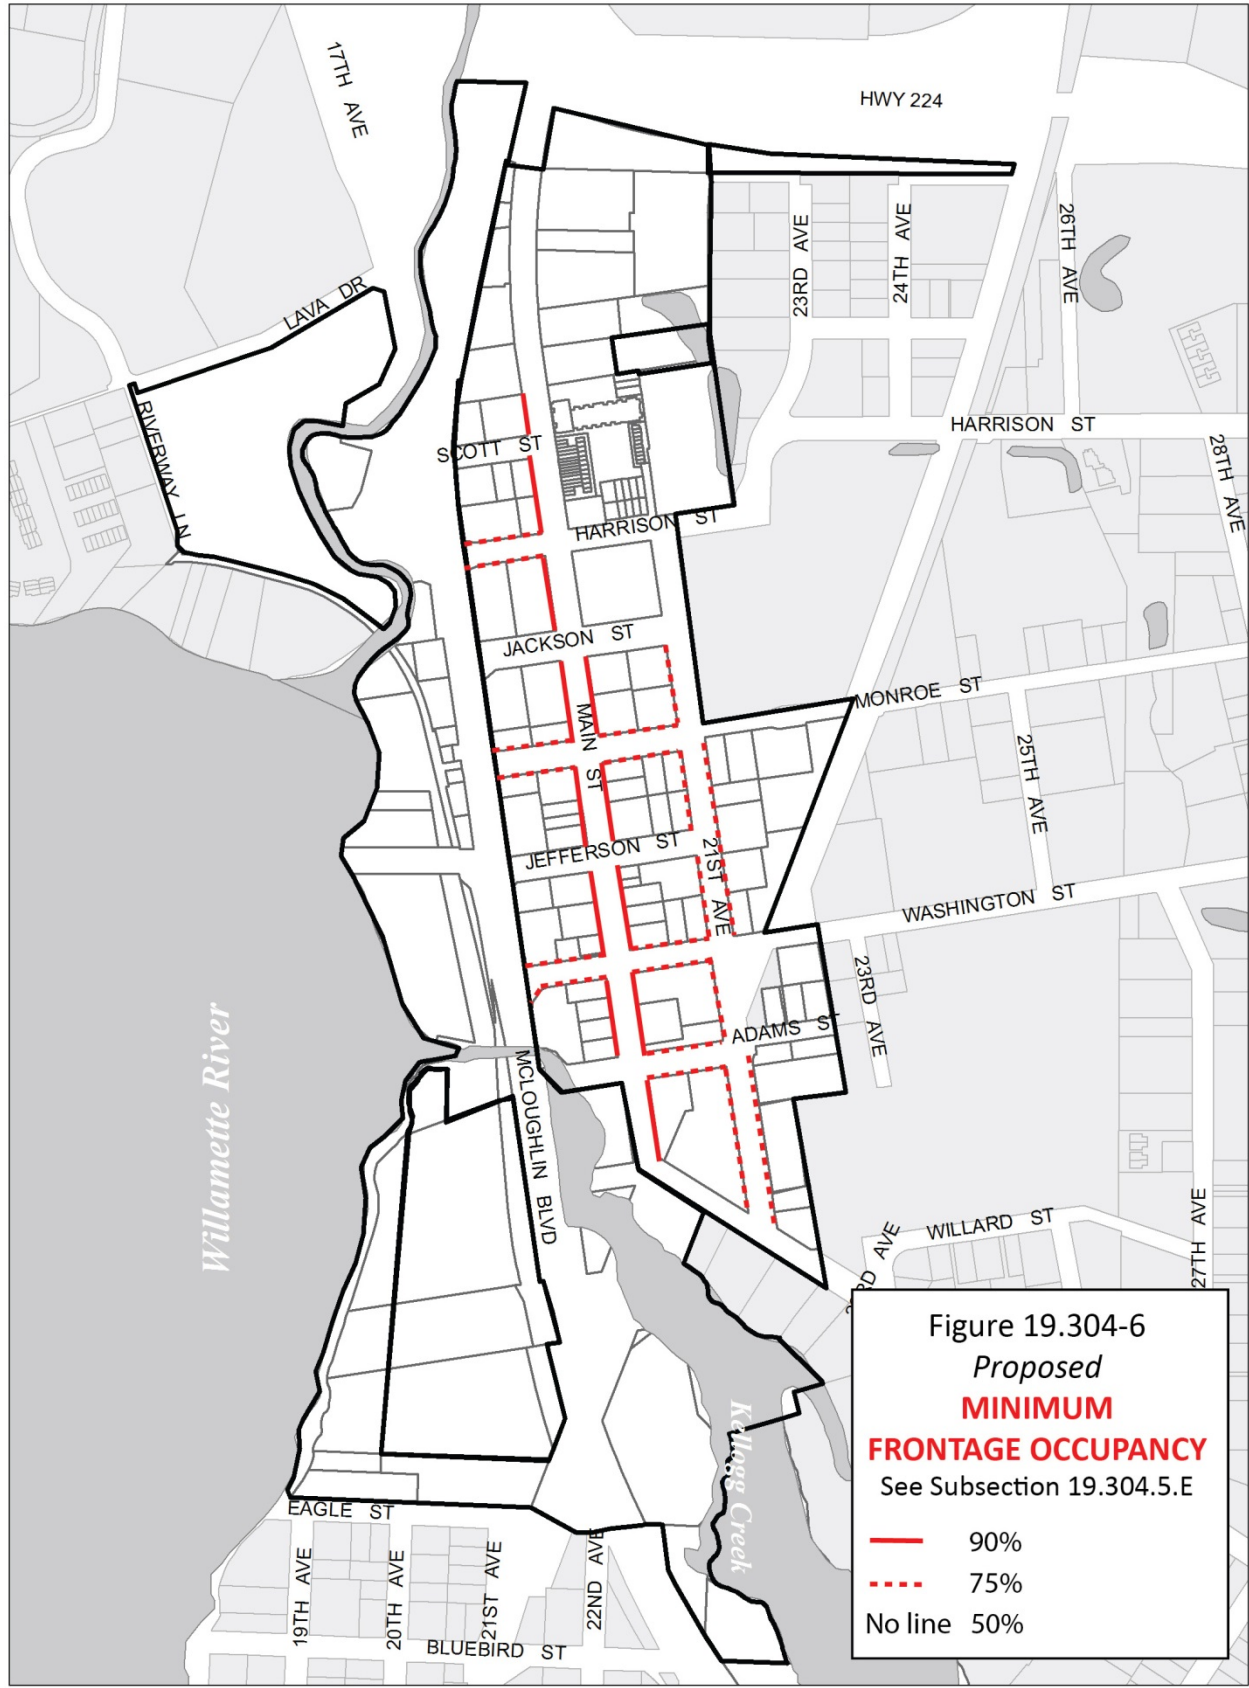 17TH AVE
HWY 224
23RD AVE
24TH AVE
26TH AVE
LAVA DR
RIVERWAY LN
SCOTT ST
HARRISON ST
HARRISON ST
28TH AVE
JACKSON ST
MONROE ST
MAIN ST
25TH AVE
JEFFERSON ST
21ST AVE
WASHINGTON ST
23RD AVE
ADAMS ST
Willamette River
MCLOUGHLIN BLVD
WILLARD ST
27TH AVE
Kellogg Creek
EAGLE ST
19TH AVE
20TH AVE
21ST AVE
22ND AVE
BLUEBIRD ST
Figure 19.304-6
Proposed
MINIMUM
FRONTAGE OCCUPANCY
See Subsection 19.304.5.E
90%
75%
No line 50%